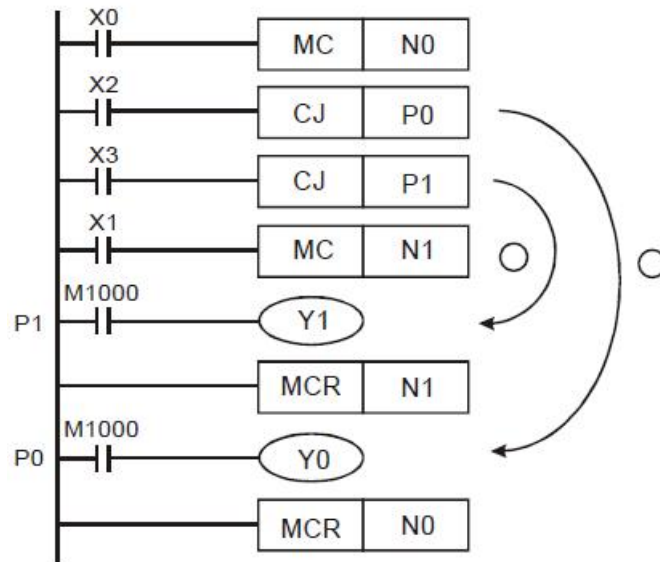 X0
MC N0
X2
CJ P0
X3
CJ P1
X1
MC N1
M1000
P1 Y1
MCR N1
M1000
P0 Y0
MCR N0